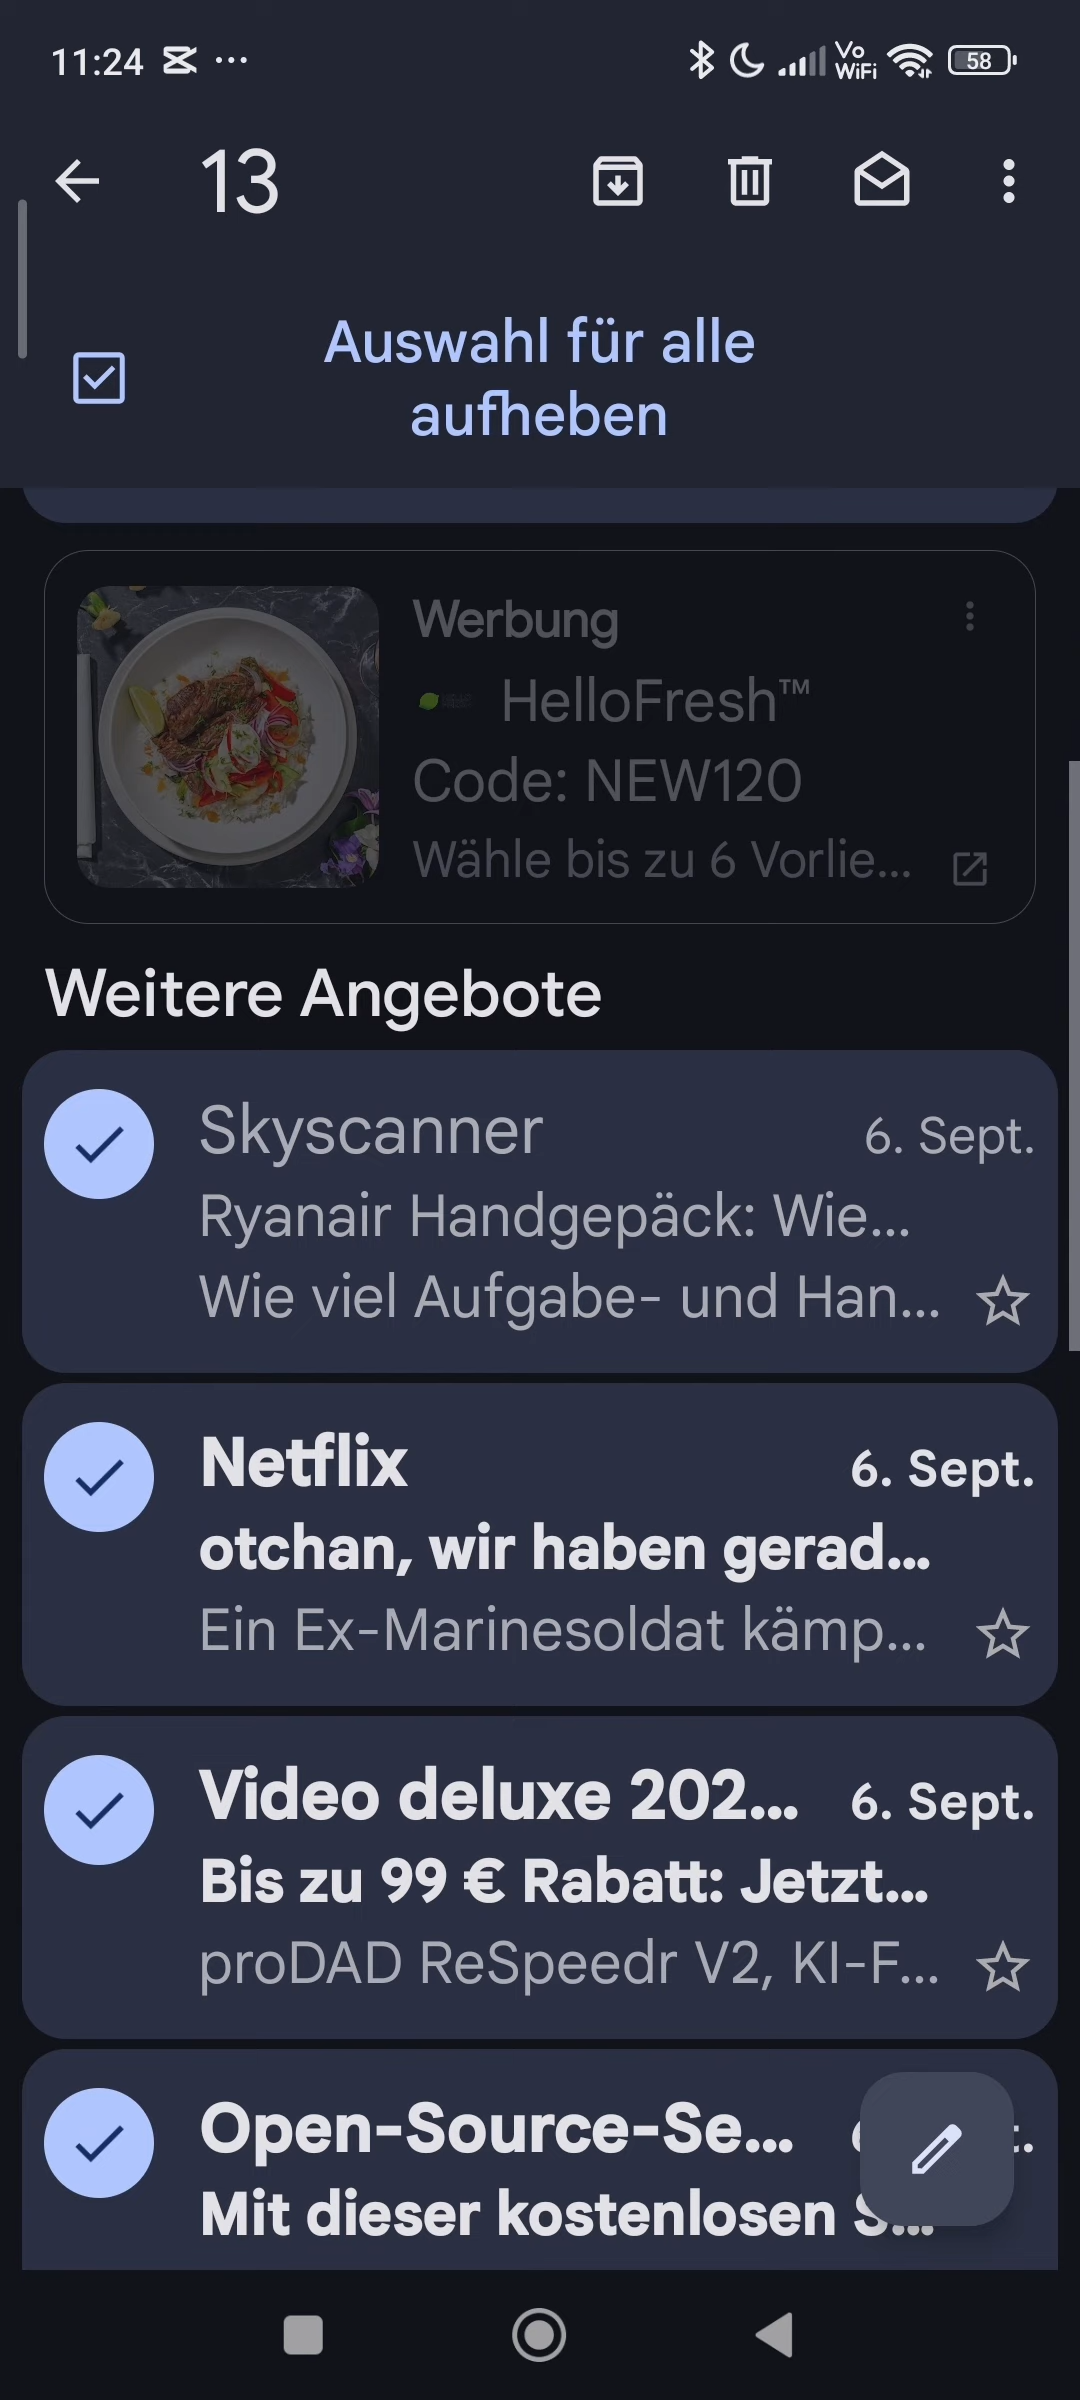 11:24
Vo
WiFi
58
13
Auswahl für alle
aufheben
Werbung
HelloFresh™
Code: NEW120
Wähle bis zu 6 Vorlie...
Weitere Angebote
Skyscanner
6. Sept.
Ryanair Handgepäck: Wie...
Wie viel Aufgabe- und Han...
Netflix
6. Sept.
otchan, wir haben gerad...
Ein Ex-Marinesoldat kämp...
Video deluxe 202...
6. Sept.
Bis zu 99 € Rabatt: Jetzt...
proDAD ReSpeedr V2, KI-F...
Open-Source-Se...
Mit dieser kostenlosen S...